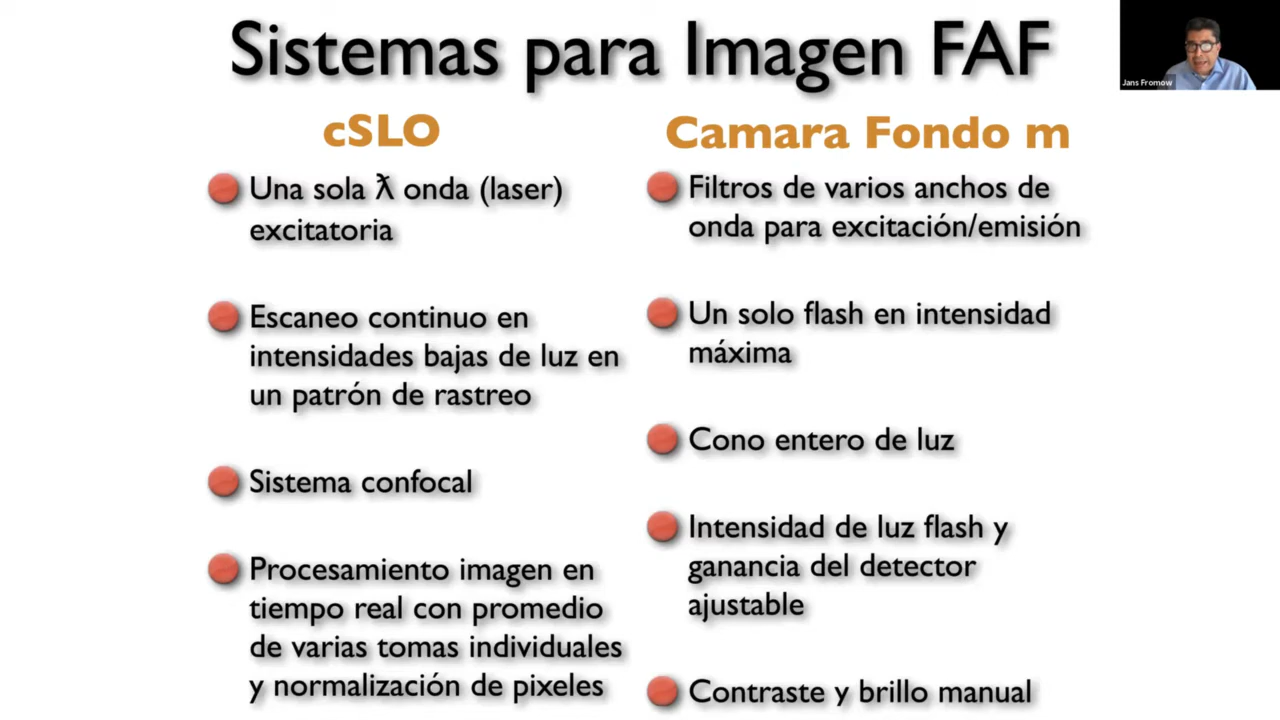 Sistemas para Imagen FAF
cSLO
Una sola ƛ onda (laser)
excitatoria
Escaneo continuo en
intensidades bajas de luz en
un patrón de rastreo
Sistema confocal
Procesamiento imagen en
tiempo real con promedio
de varias tomas individuales
y normalización de pixeles
Camara Fondo m
Filtros de varios anchos de
onda para excitación/emisión
Un solo flash en intensidad
máxima
Cono entero de luz
Intensidad de luz flash y
ganancia del detector
ajustable
Contraste y brillo manual
Jans Fromow